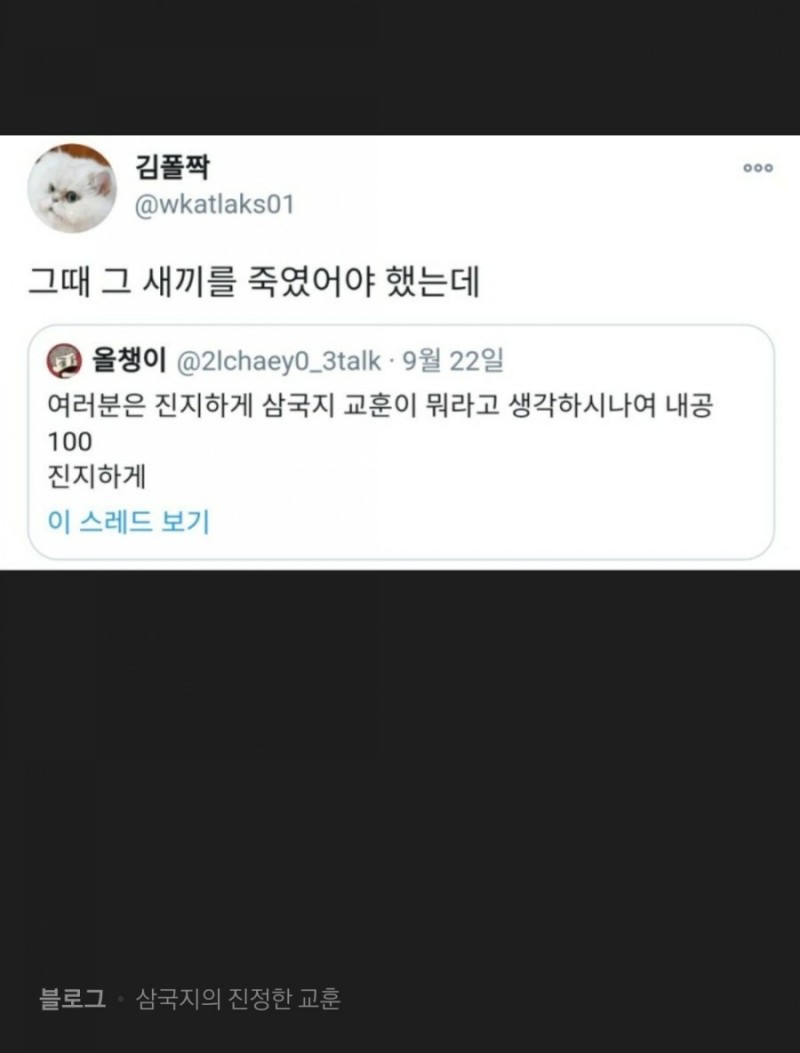 김폴짝
@wkatlaks01
그때 그 새끼를 죽였어야 했는데
올챙이 @2lchaey0_3talk · 9월 22일
여러분은 진지하게 삼국지 교훈이 뭐라고 생각하시나여 내공
100
진지하게
이 스레드 보기
블로그 · 삼국지의 진정한 교훈